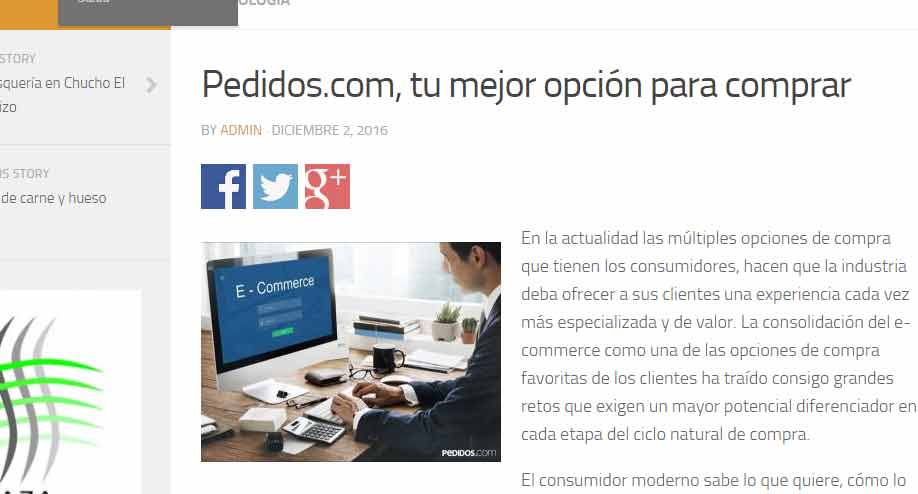 STORY
squería en Chucho El
izo
IS STORY
de carne y hueso
Pedidos.com, tu mejor opción para comprar
BY ADMIN · DICIEMBRE 2, 2016
E - Commerce
PEDIDOS.com
En la actualidad las múltiples opciones de compra
que tienen los consumidores, hacen que la industria
deba ofrecer a sus clientes una experiencia cada vez
más especializada y de valor. La consolidación del e-
commerce como una de las opciones de compra
favoritas de los clientes ha traído consigo grandes
retos que exigen un mayor potencial diferenciador en
cada etapa del ciclo natural de compra.
El consumidor moderno sabe lo que quiere, cómo lo